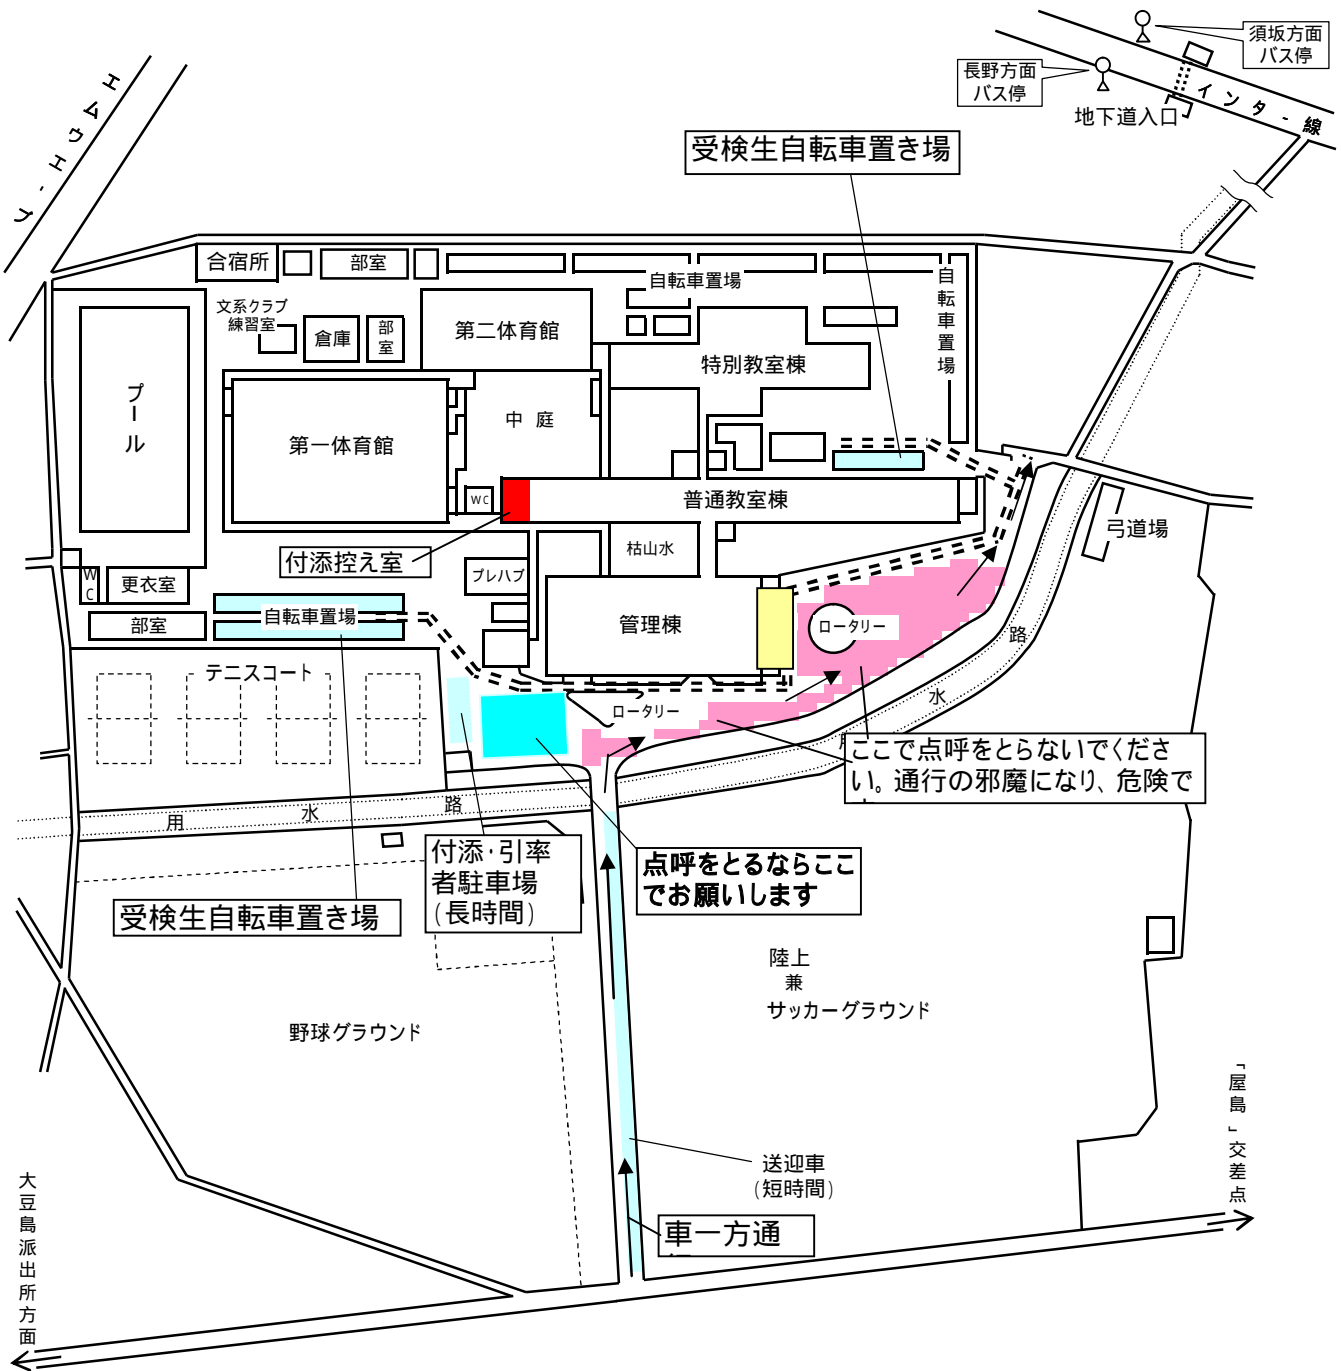 須坂方面
バス停
長野方面
バス停
地下道入口
インタ-線
エムウエ-ブ
受検生自転車置き場
合宿所
部室
自転車置場
自転車置場
文系クラブ
練習室
倉庫
部室
第二体育館
特別教室棟
プール
第一体育館
中 庭
WC
普通教室棟
弓道場
付添控え室
枯山水
プレハブ
WC
更衣室
自転車置場
部室
管理棟
ロータリー
テニスコート
ロータリー
路
水
ここで点呼をとらないでくださ
い。通行の邪魔になり、危険で
用
水
路
付添・引率
者駐車場
(長時間)
点呼をとるならここ
でお願いします
受検生自転車置き場
陸上
兼
サッカーグラウンド
野球グラウンド
「屋島」交差点
送迎車
(短時間)
車一方通
大豆島派出所方面